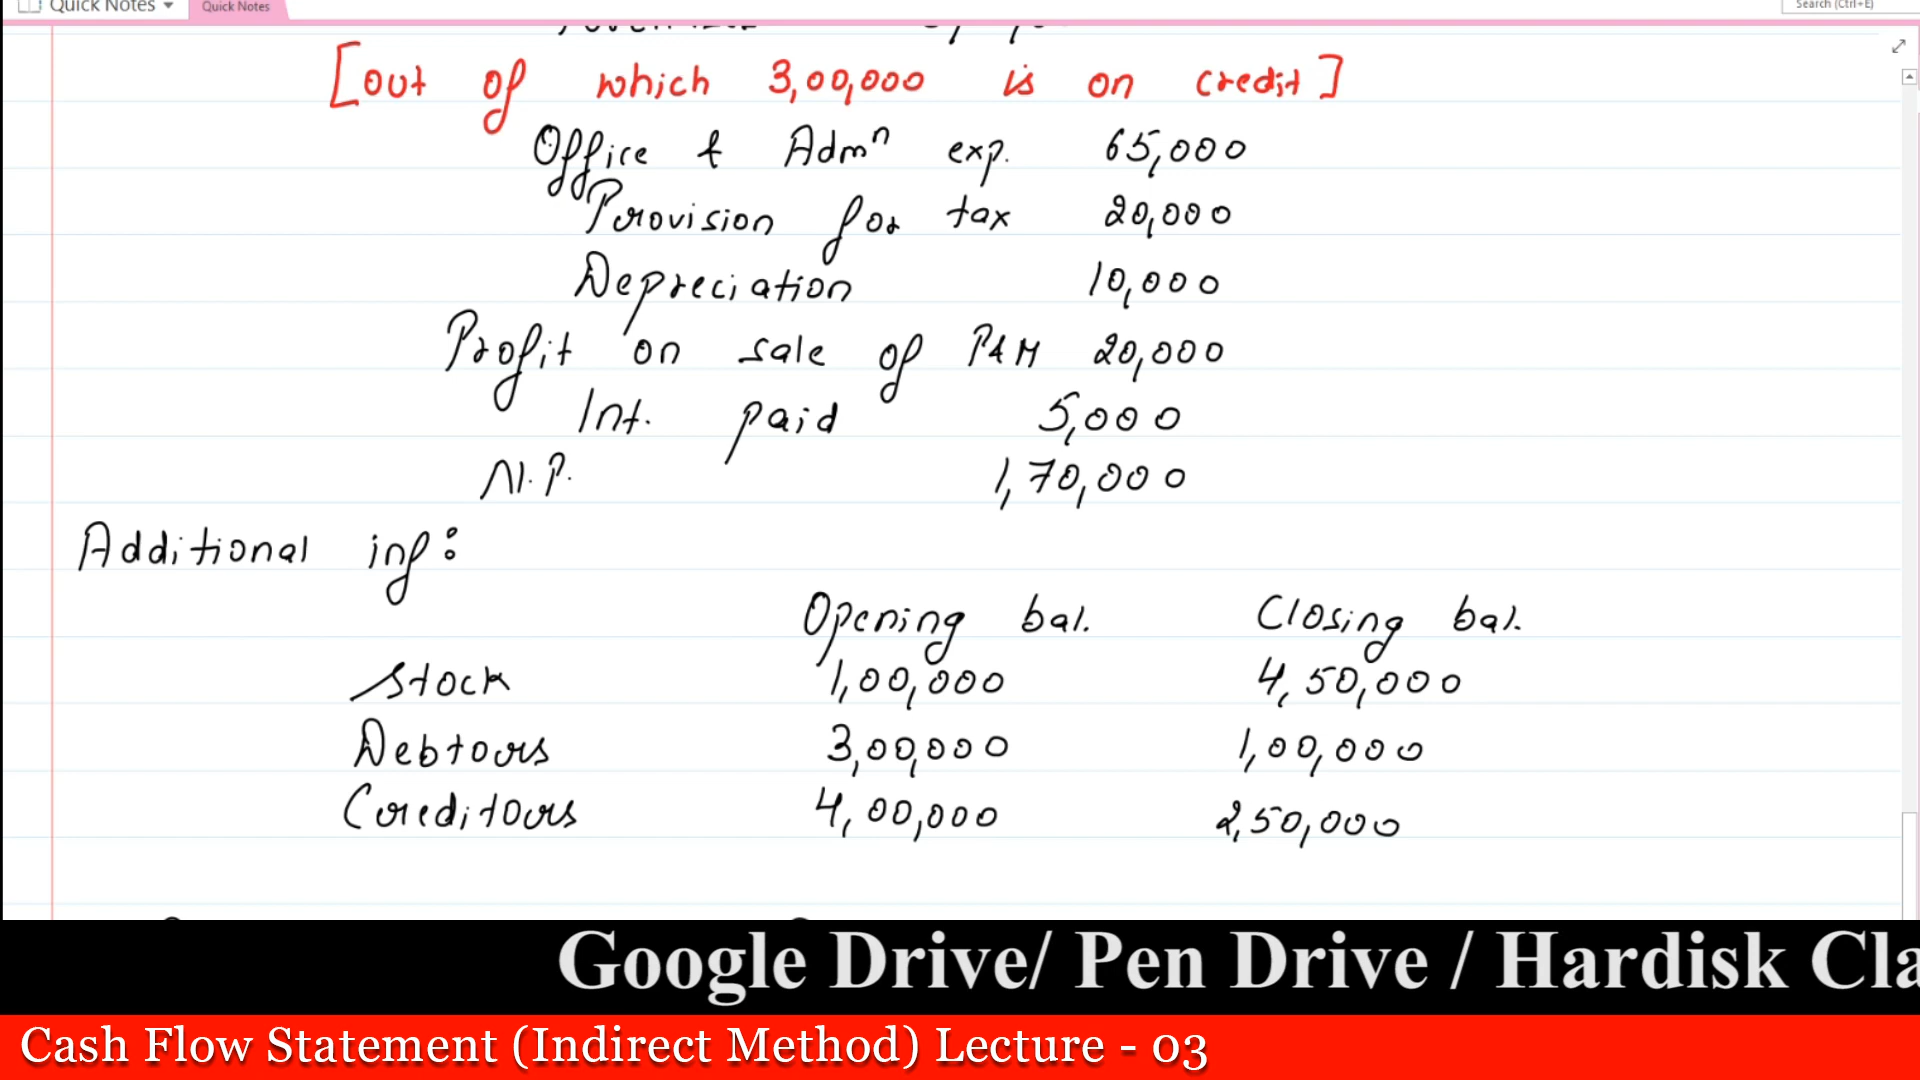 Quick Notes
Quick Notes
Search (Ctrl+E)
[out of which 3,00,000 is on credit]
Office & Admn exp. 65,000
Provision for tax 20,000
Depreciation 10,000
Profit on sale of P&M 20,000
Int. paid 5,000
N.P. 1,70,000
Additional inf:
Opening bal. Closing bal.
Stock 1,00,000 4,50,000
Debtors 3,00,000 1,00,000
Creditors 4,00,000 2,50,000
Google Drive/ Pen Drive / Hardisk Cla
Cash Flow Statement (Indirect Method) Lecture - 03